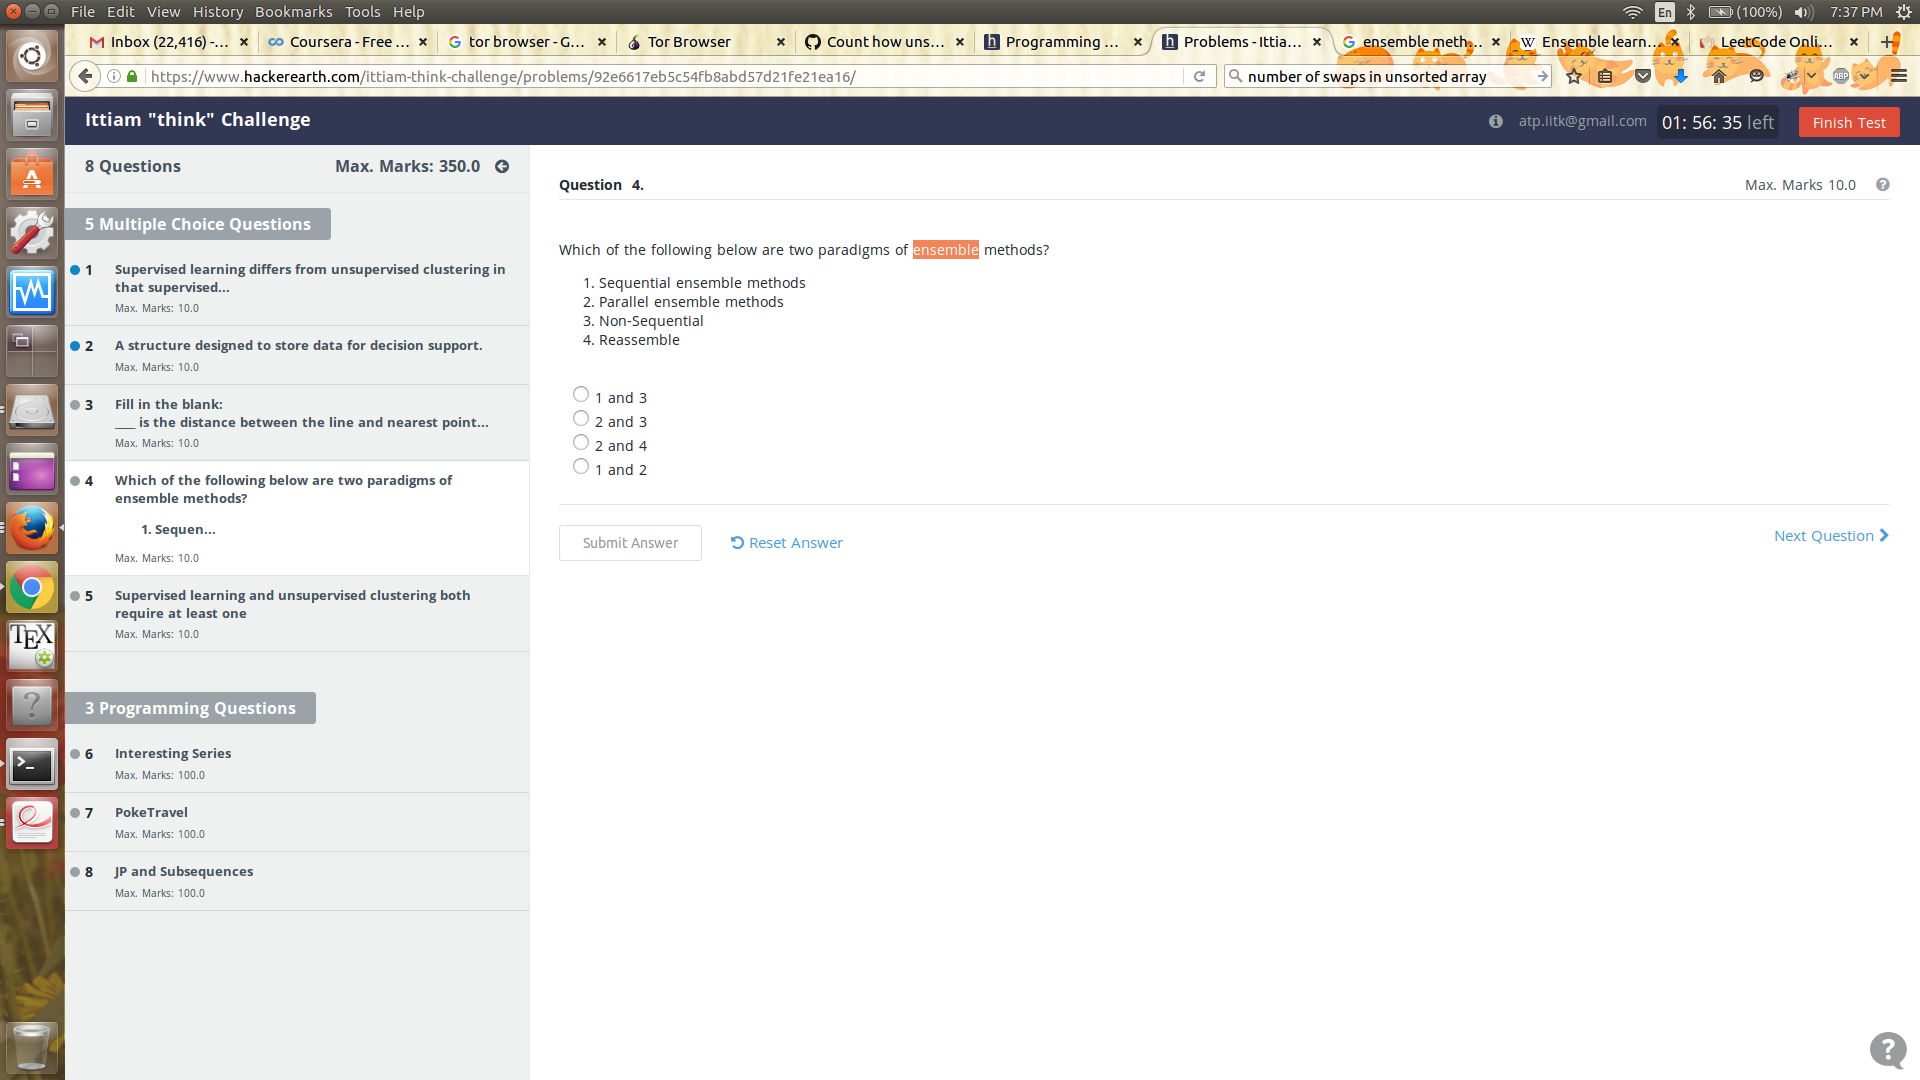 File Edit View History Bookmarks Tools Help
En (100%) 7:37 PM
Inbox (22,416) -... Coursera - Free ... tor browser - G... Tor Browser Count how uns... Programming ... Problems - Ittia... ensemble meth... Ensemble learn... LeetCode Onli...
https://www.hackerearth.com/ittiam-think-challenge/problems/92e6617eb5c54fb8abd57d21fe21ea16/ number of swaps in unsorted array ABP
Ittiam "think" Challenge atp.iitk@gmail.com 01: 56: 35 left Finish Test
8 Questions Max. Marks: 350.0
5 Multiple Choice Questions
1 Supervised learning differs from unsupervised clustering in
that supervised...
Max. Marks: 10.0
2 A structure designed to store data for decision support.
Max. Marks: 10.0
3 Fill in the blank:
___ is the distance between the line and nearest point...
Max. Marks: 10.0
4 Which of the following below are two paradigms of
ensemble methods?
1. Sequen...
Max. Marks: 10.0
5 Supervised learning and unsupervised clustering both
require at least one
Max. Marks: 10.0
3 Programming Questions
6 Interesting Series
Max. Marks: 100.0
7 PokeTravel
Max. Marks: 100.0
8 JP and Subsequences
Max. Marks: 100.0
Question 4. Max. Marks 10.0
Which of the following below are two paradigms of ensemble methods?
1. Sequential ensemble methods
2. Parallel ensemble methods
3. Non-Sequential
4. Reassemble
1 and 3
2 and 3
2 and 4
1 and 2
Submit Answer Reset Answer Next Question
TEX